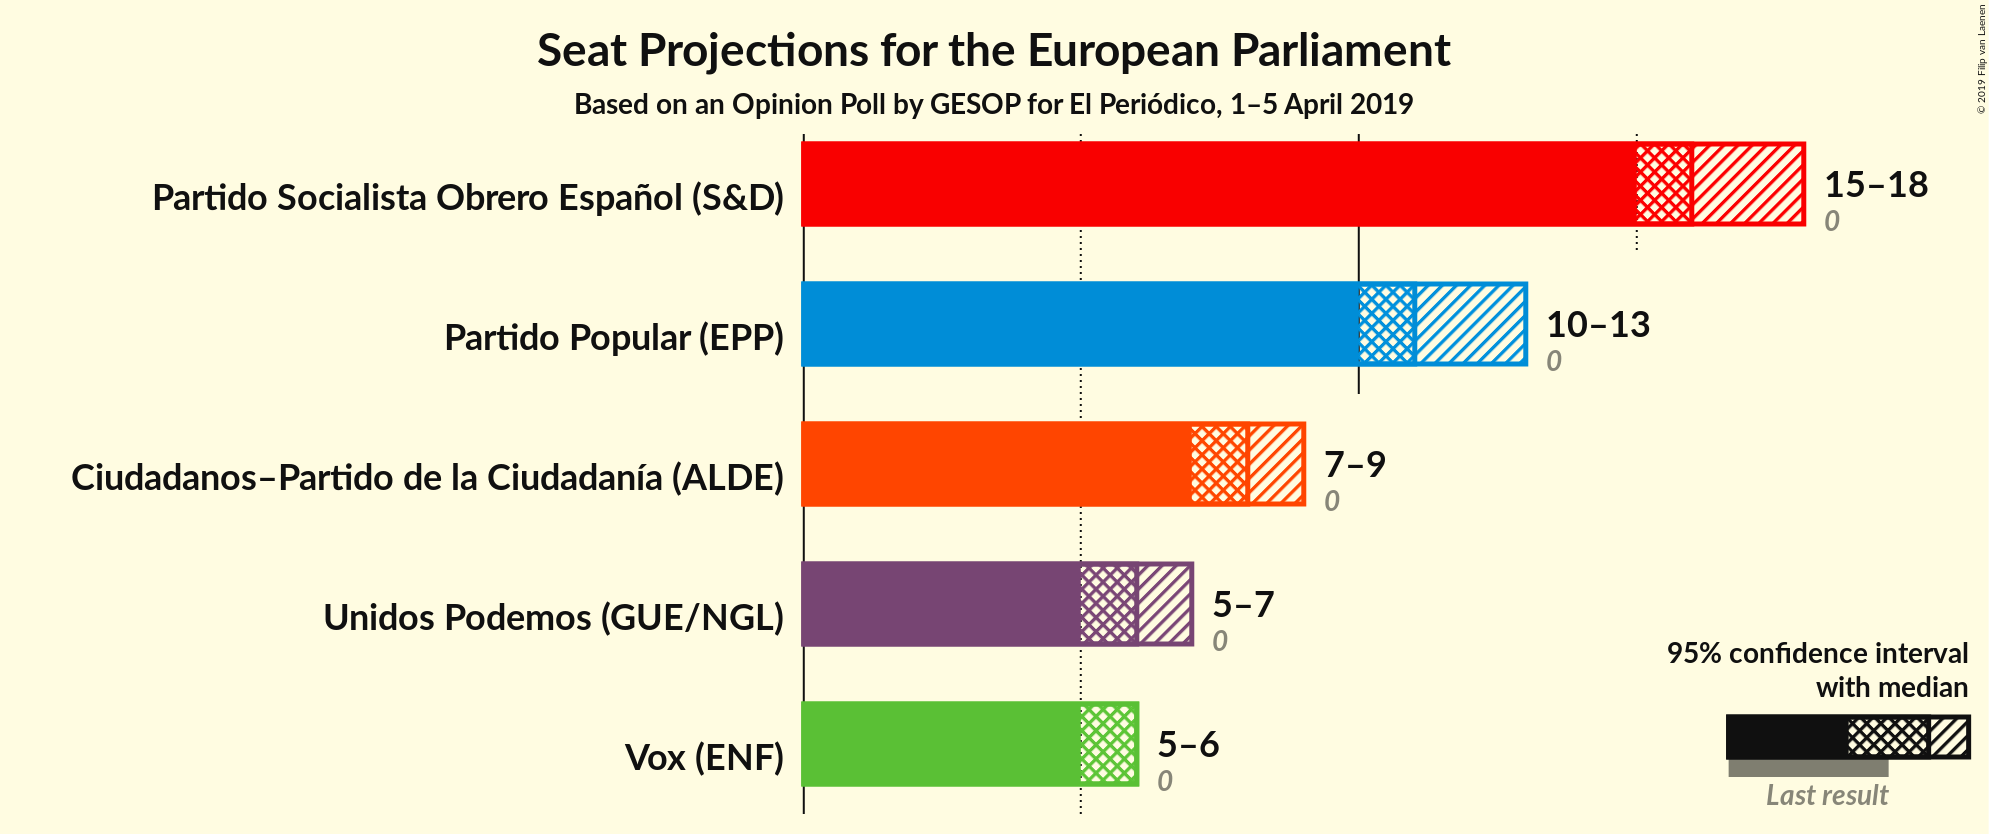 Seat Projections for the European Parliament
Based on an Opinion Poll by GESOP for El Periódico, 1–5 April 2019
© 2019 Filip van Laenen
Partido Socialista Obrero Español (S&D)
15–18
0
Partido Popular (EPP)
10–13
0
Ciudadanos–Partido de la Ciudadanía (ALDE)
7–9
0
Unidos Podemos (GUE/NGL)
5–7
0
Vox (ENF)
5–6
0
95% confidence interval
with median
Last result